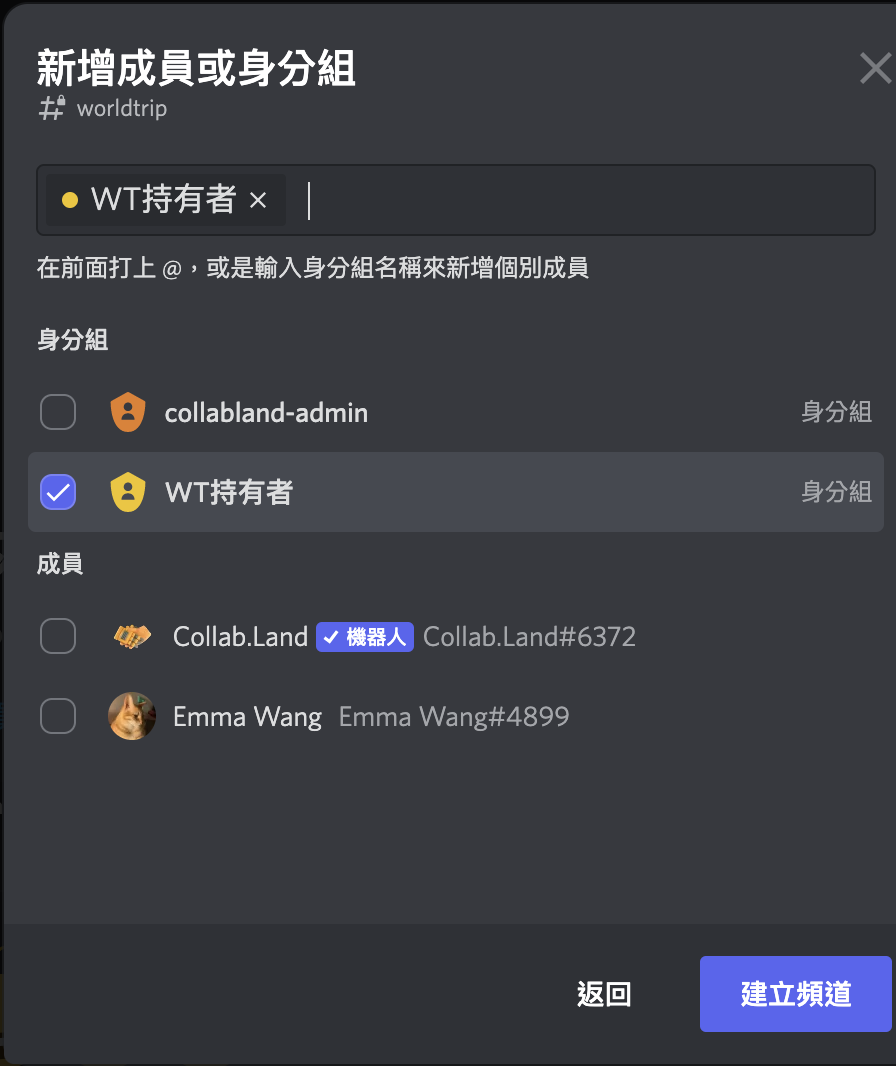 新增成員或身分組
worldtrip
WT持有者
在前面打上 @，或是輸入身分組名稱來新增個別成員
身分組
collabland-admin 身分組
WT持有者 身分組
成員
Collab.Land 機器人 Collab.Land#6372
Emma Wang Emma Wang#4899
返回 建立頻道